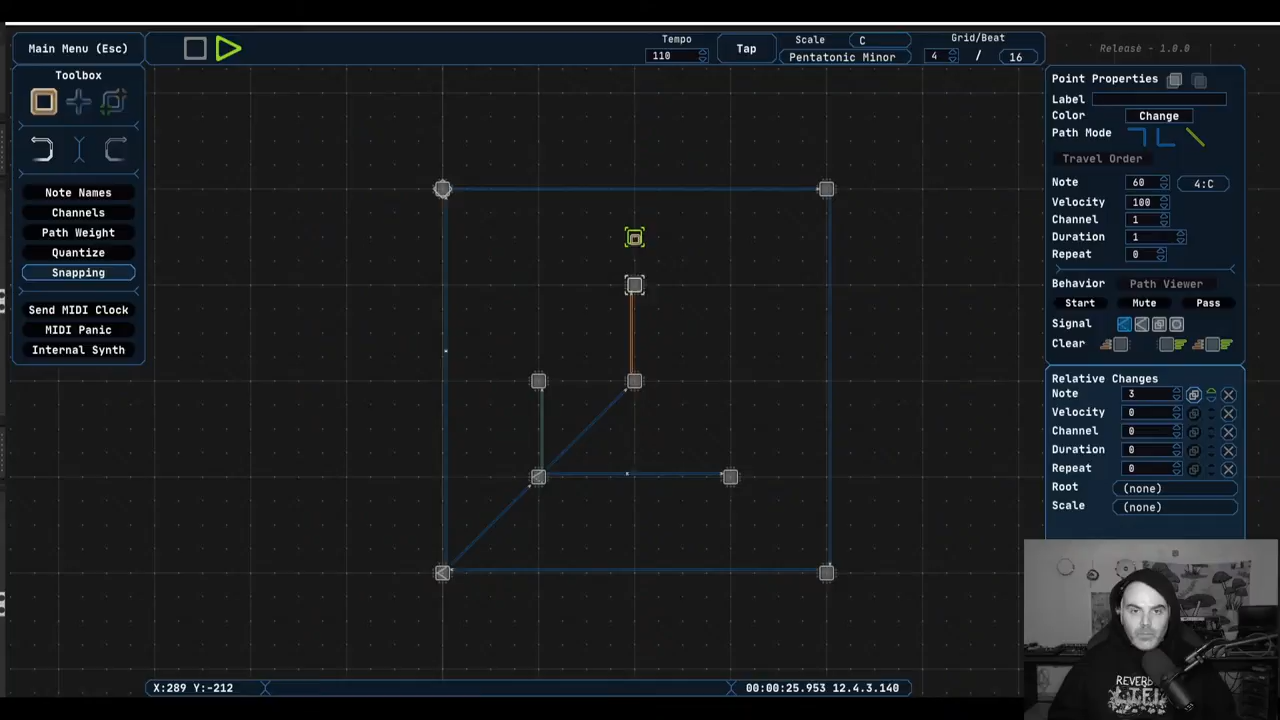 Main Menu (Esc)
Tempo
110
Tap
Scale
C
Pentatonic Minor
Grid/Beat
4 / 16
Release - 1.0.0
Toolbox
Note Names
Channels
Path Weight
Quantize
Snapping
Send MIDI Clock
MIDI Panic
Internal Synth
Point Properties
Label
Color Change
Path Mode
Travel Order
Note 60 4:C
Velocity 100
Channel 1
Duration 1
Repeat 0
Behavior Path Viewer
Start Mute Pass
Signal
Clear
Relative Changes
Note 3
Velocity 0
Channel 0
Duration 0
Repeat 0
Root (none)
Scale (none)
REVERB
X:289 Y:-212
00:00:25.953 12.4.3.140